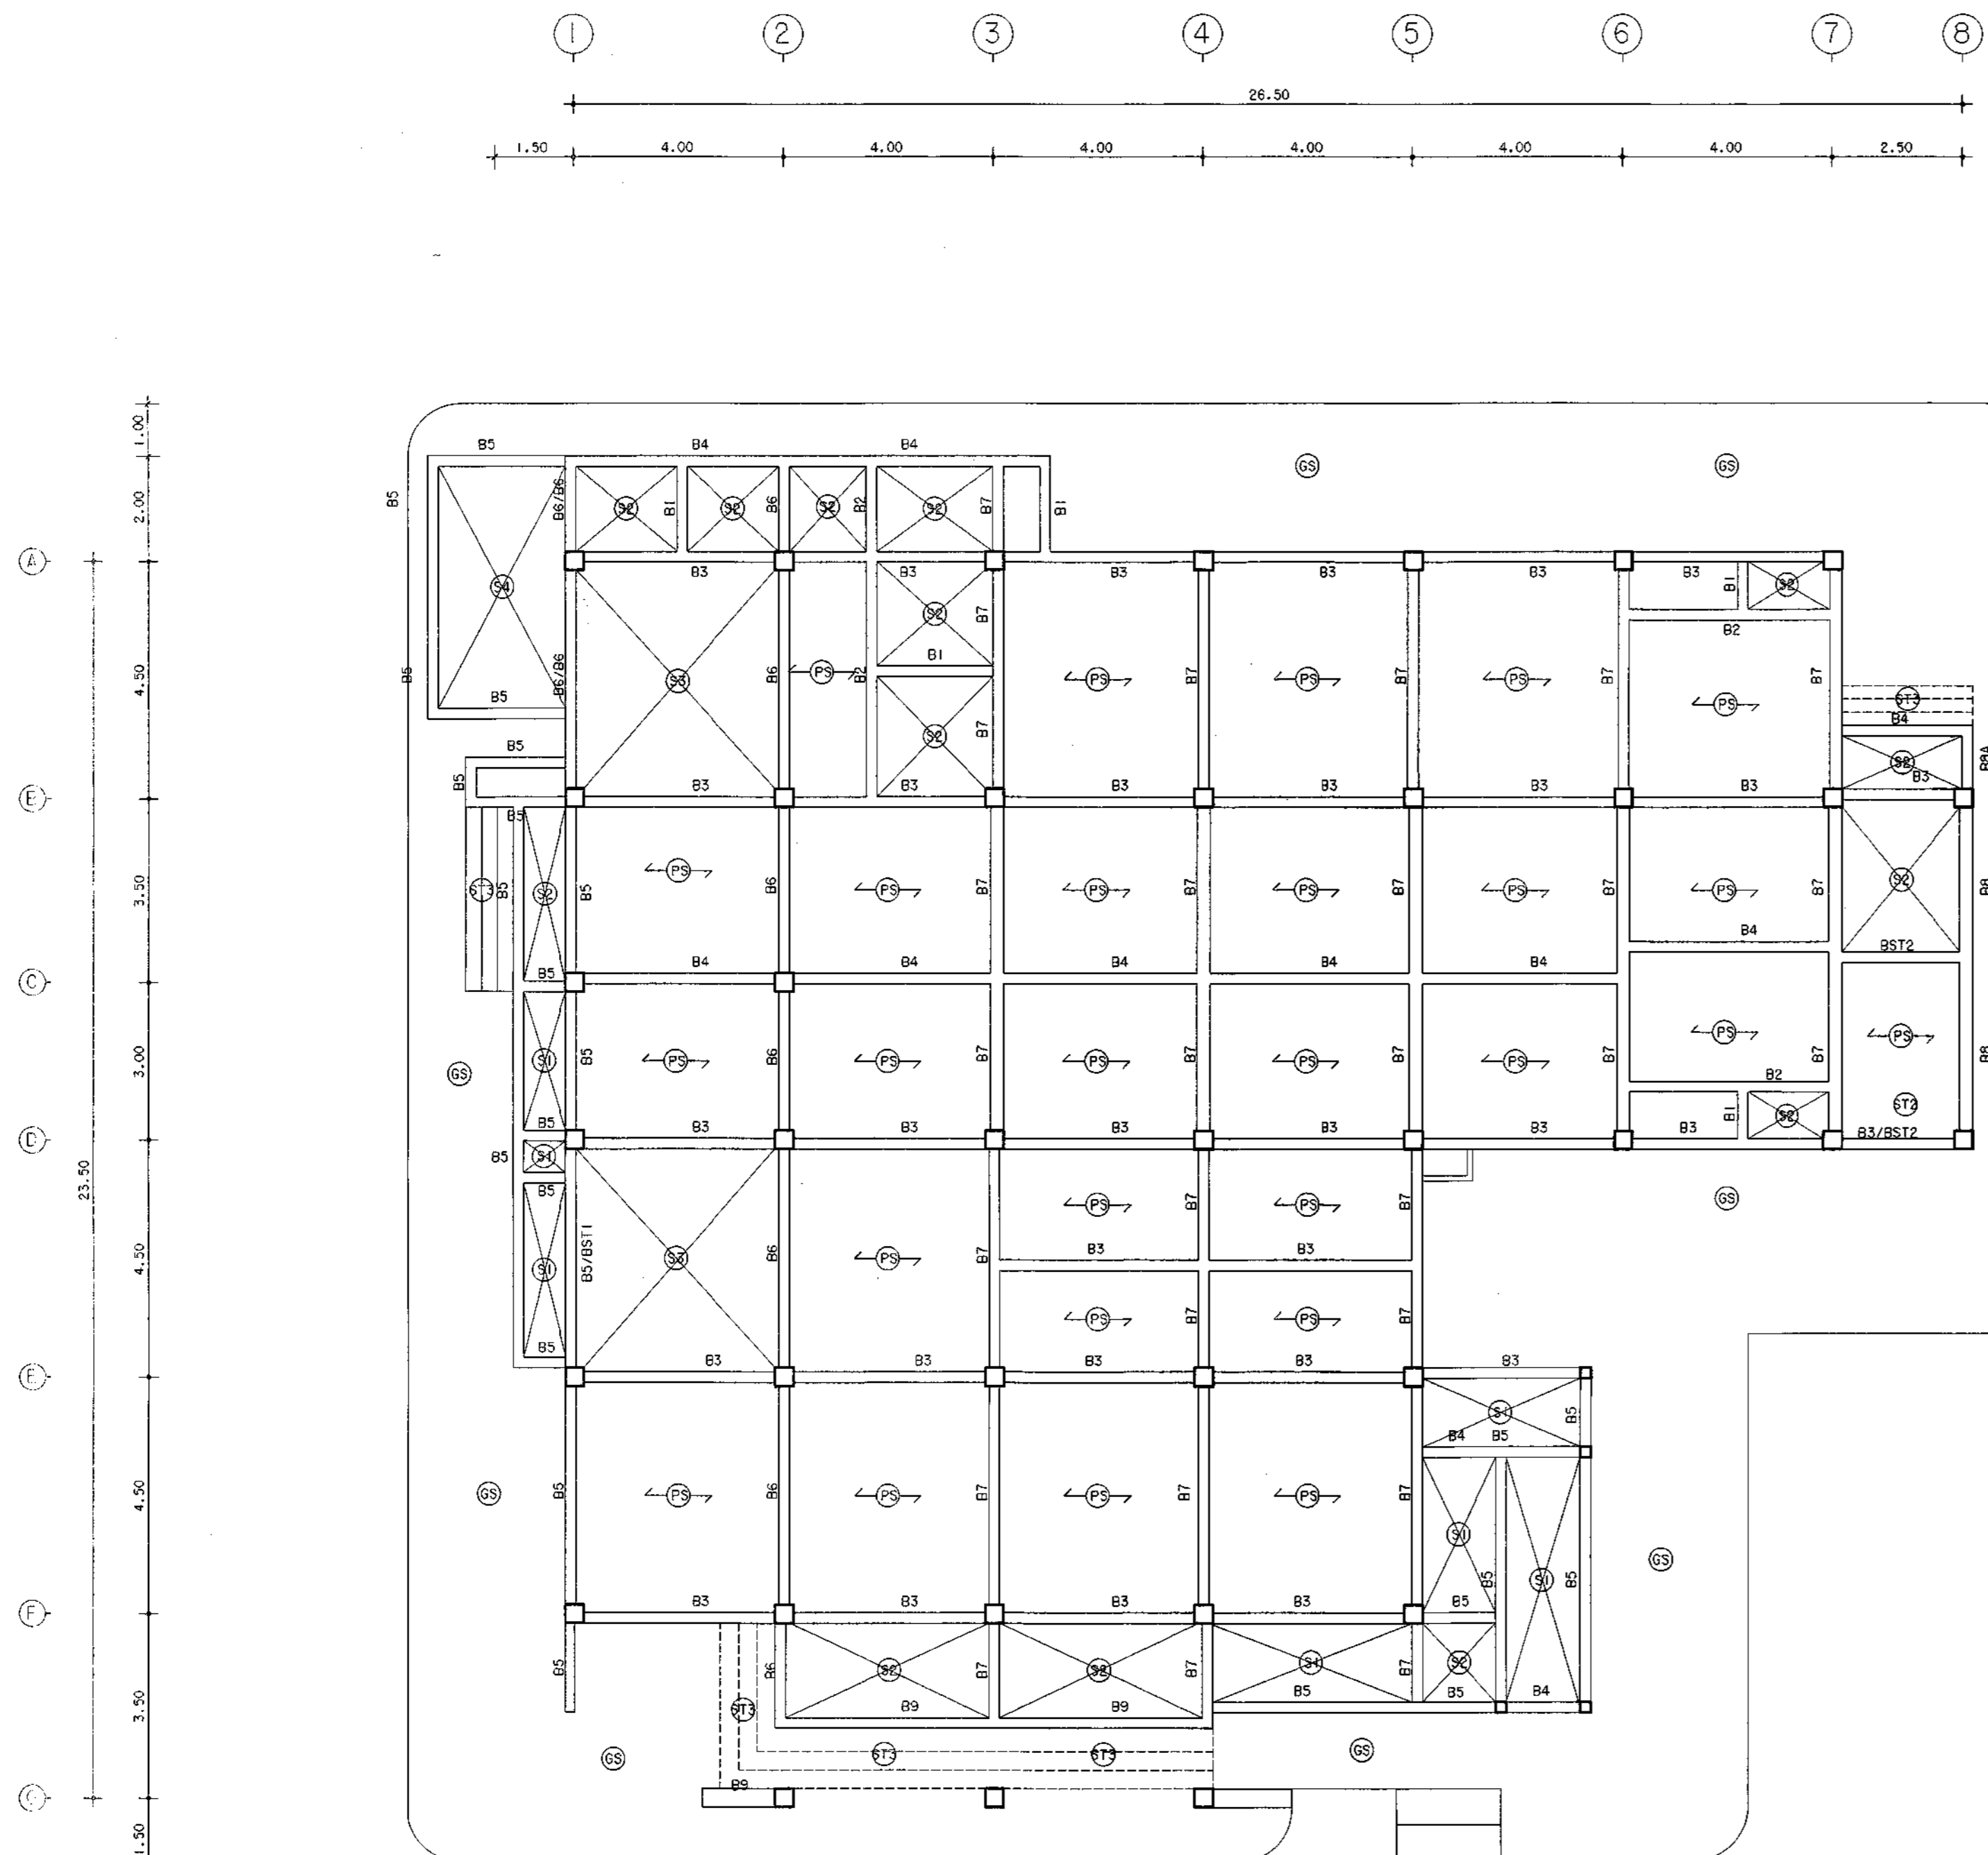 1 2 3 4 5 6 7 8
26.50
1.50 4.00 4.00 4.00 4.00 4.00 4.00 2.50
1.00
B5 B4 B4 GS GS
B5 2.00 B6/B6 S2 B1 S2 B6 S2 B2 S2 B7 B1
A
B3 B3 B3 B3 B3 B3 B1 S2
S4 S2 B7
B2
B1
4.50 B5 B6/B6 S3 B6 PS B2 PS B7 PS B7 PS B7 PS B7
B5 ST3
B4
S2 B7
B5 S2 B3 B8A
B5
E B3 B3 B3 B3 B3 B3 B3
B5
3.50 ST3 B5 S2 B5 PS B6 PS B7 PS B7 PS B7 PS B7 PS B7 S2 B8
B4 BST2
C B5 B4 B4 B4 B4 B4
3.00 GS S1 B5 PS B6 PS B7 PS B7 PS B7 PS B7 PS B7 PS B8
B2
B1 S2 ST2
D B5 B3 B3 B3 B3 B3 B3 B3/BST2
B5 S1
23.50 B5 PS B7 PS B7 GS
4.50 S1 B5/BST1 S3 B6 PS B7 B3 B3
PS B7 PS B7
B5 B3 B3 B3 B3 B3
E
S1 B5
B4 B5
4.50 GS B5 PS B6 PS B7 PS B7 PS B7
S1 B5 S1 B5 GS
F B3 B3 B3 B3 B5
3.50 B5 B6 S2 B7 S2 B7 S1 B7 S2
B9 B9 B5 B5 B4
ST3
GS ST3 ST3 GS
B9
G
1.50